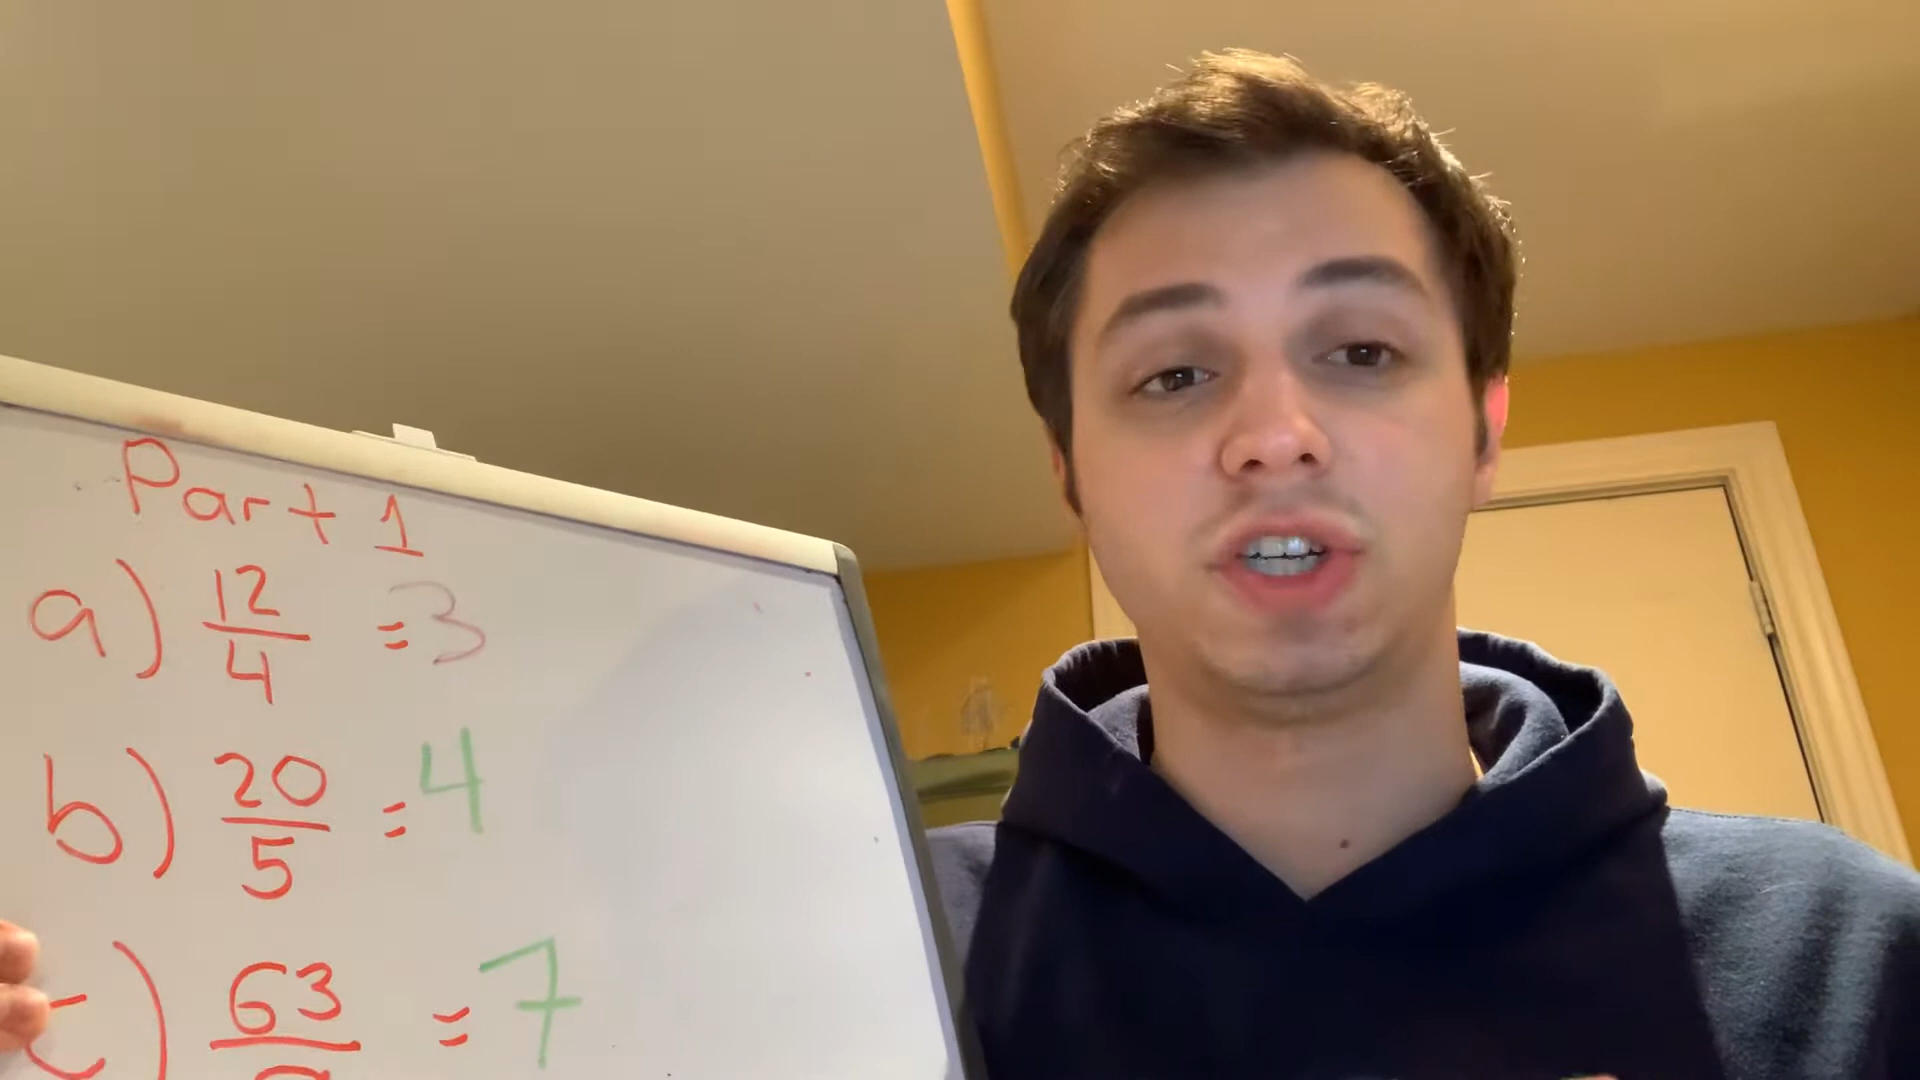 Part 1
a) 12/4 = 3
b) 20/5 = 4
c) 63/ = 7